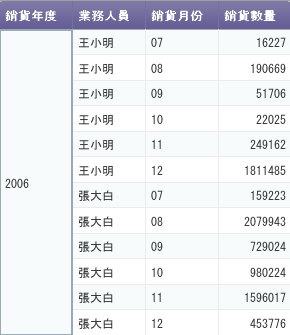 銷貨年度 業務人員 銷貨月份 銷貨數量
王小明 07 16227
王小明 08 190669
王小明 09 51706
王小明 10 22025
王小明 11 249162
王小明 12 1811485
2006
張大白 07 159223
張大白 08 2079943
張大白 09 729024
張大白 10 980224
張大白 11 1596017
張大白 12 453776